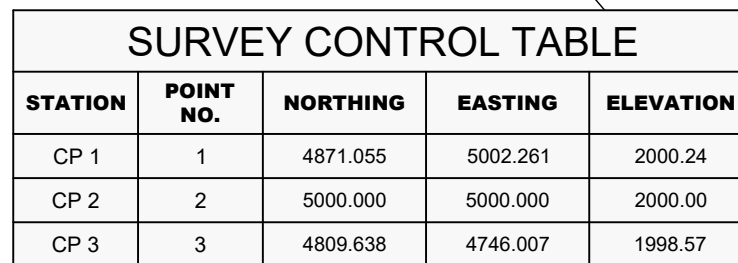 SURVEY CONTROL TABLE
STATION POINT NO. NORTHING EASTING ELEVATION
CP 1 1 4871.055 5002.261 2000.24
CP 2 2 5000.000 5000.000 2000.00
CP 3 3 4809.638 4746.007 1998.57